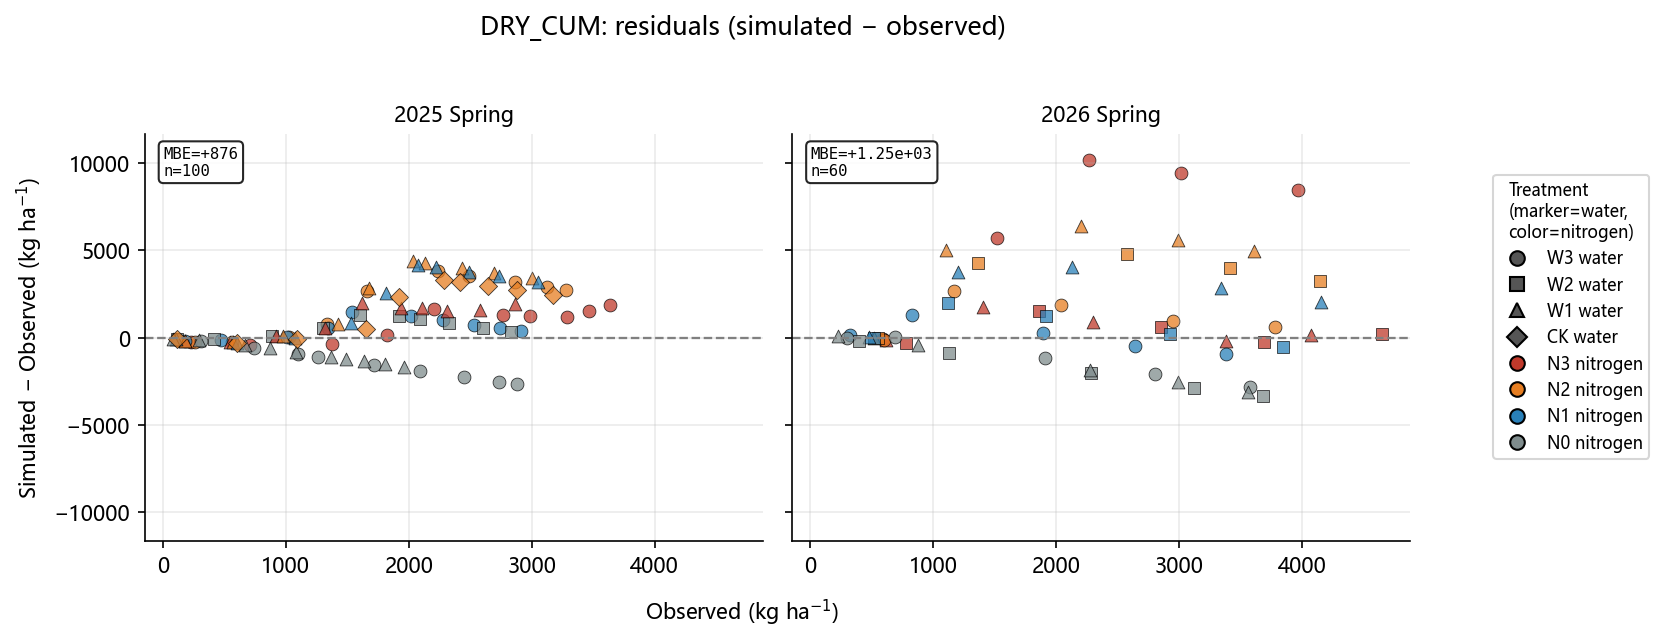 DRY_CUM: residuals (simulated − observed)
2025 Spring
2026 Spring
MBE=+876
n=100
MBE=+1.25e+03
n=60
10000
5000
0
−5000
−10000
Simulated − Observed (kg ha⁻¹)
0 1000 2000 3000 4000
0 1000 2000 3000 4000
Observed (kg ha⁻¹)
Treatment
(marker=water,
color=nitrogen)
W3 water
W2 water
W1 water
CK water
N3 nitrogen
N2 nitrogen
N1 nitrogen
N0 nitrogen